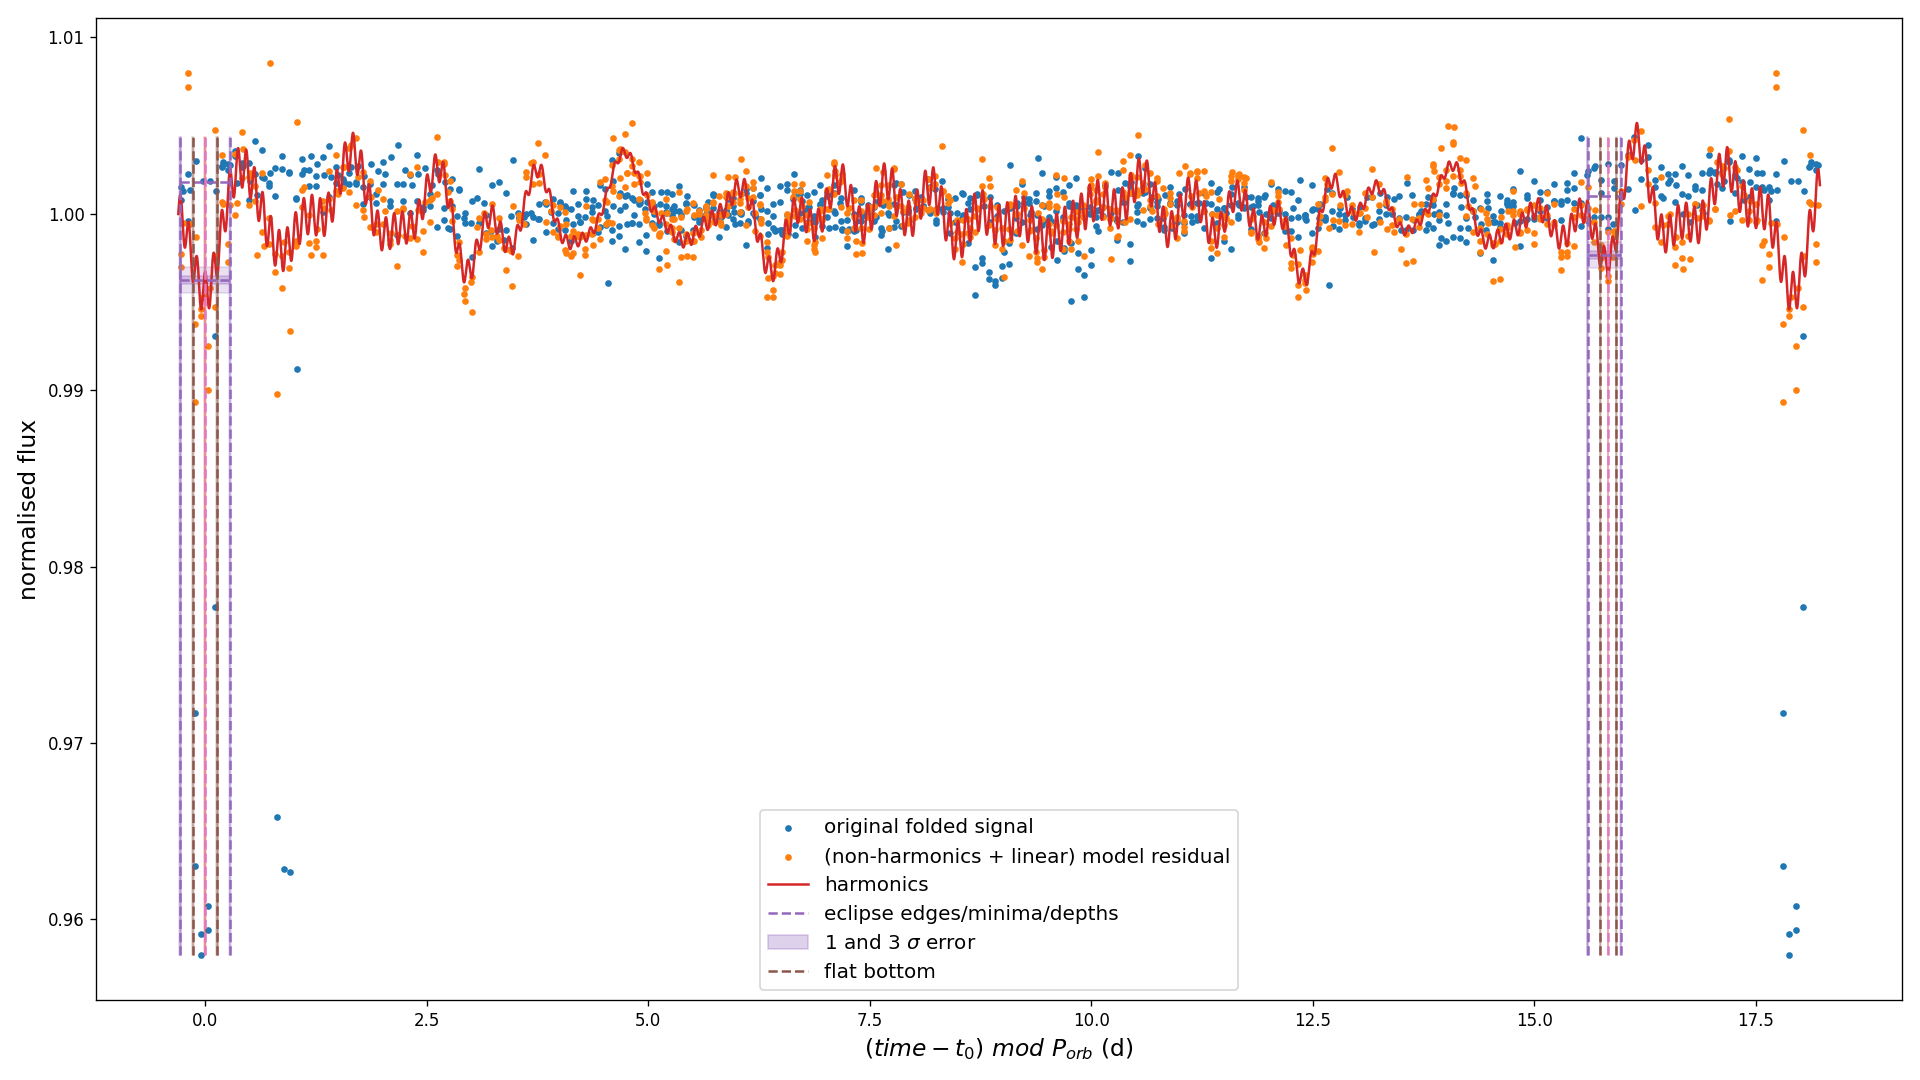 1.01
1.00
0.99
0.98
0.97
0.96
normalised flux
original folded signal
(non-harmonics + linear) model residual
harmonics
eclipse edges/minima/depths
1 and 3 σ error
flat bottom
0.0 2.5 5.0 7.5 10.0 12.5 15.0 17.5
(time − t₀) mod P_orb (d)